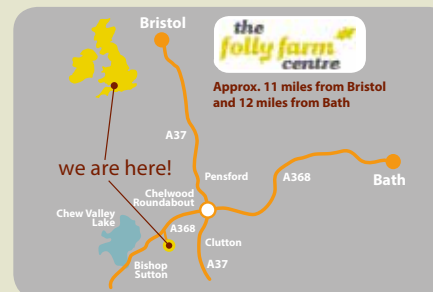 Bristol
the
folly farm
centre
Approx. 11 miles from Bristol
and 12 miles from Bath
A37
we are here!
Pensford
A368
Bath
Chelwood
Roundabout
Chew Valley
Lake
A368
Clutton
Bishop
Sutton
A37